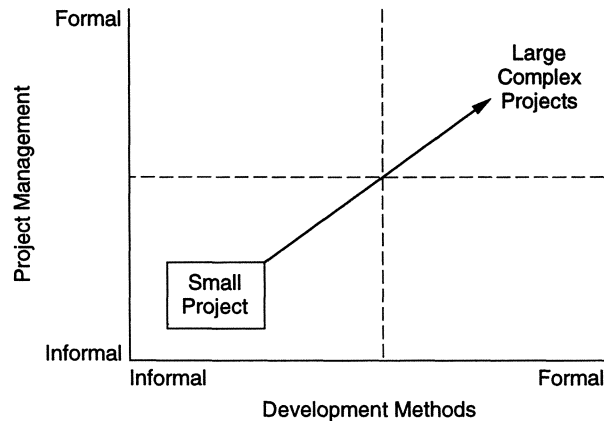 Formal
Large
Complex
Projects
Project Management
Small
Project
Informal
Informal
Formal
Development Methods